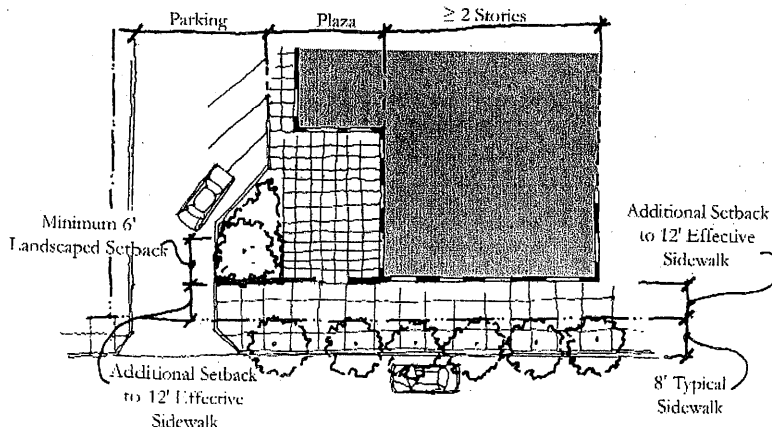 Parking
Plaza
≥ 2 Stories
Minimum 6'
Landscaped Setback
Additional Setback
to 12' Effective
Sidewalk
Additional Setback
to 12' Effective
Sidewalk
8' Typical
Sidewalk